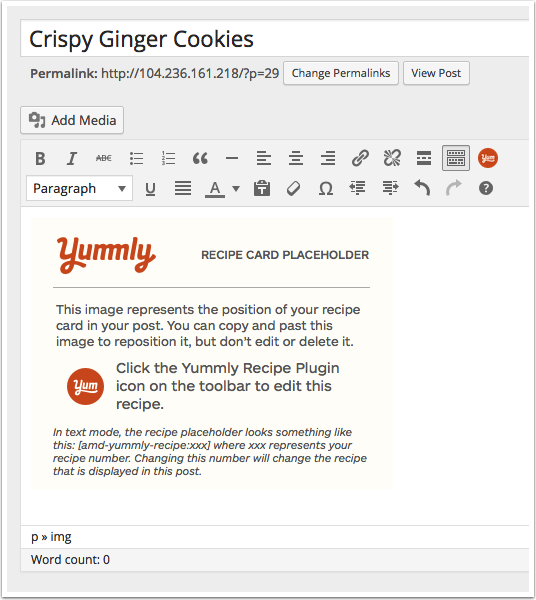 Crispy Ginger Cookies
Permalink: http://104.236.161.218/?p=29 Change Permalinks View Post
Add Media
B I ABC Yum
Paragraph U A T Ω ?
Yummly RECIPE CARD PLACEHOLDER
This image represents the position of your recipe
card in your post. You can copy and past this
image to reposition it, but don't edit or delete it.
Click the Yummly Recipe Plugin
Yum icon on the toolbar to edit this
recipe.
In text mode, the recipe placeholder looks something like
this: [amd-yummly-recipe:xxx] where xxx represents your
recipe number. Changing this number will change the recipe
that is displayed in this post.
p » img
Word count: 0